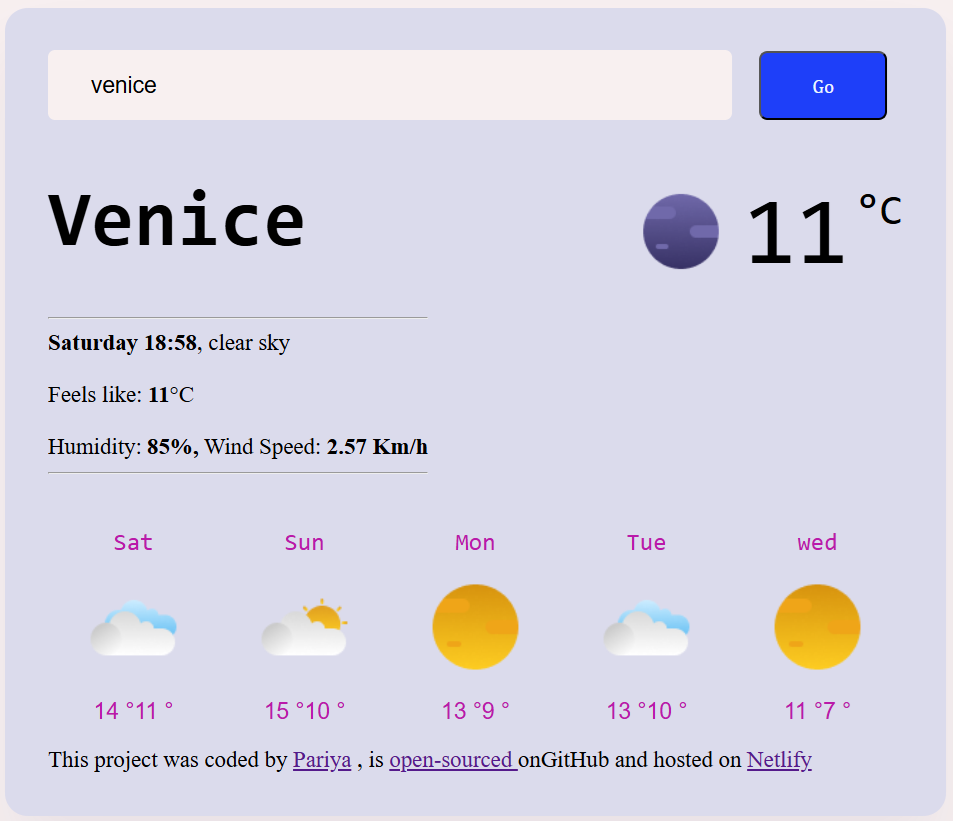 venice
Go
Venice
11 °C
Saturday 18:58, clear sky
Feels like: 11°C
Humidity: 85%, Wind Speed: 2.57 Km/h
Sat Sun Mon Tue wed
14 °11 ° 15 °10 ° 13 °9 ° 13 °10 ° 11 °7 °
This project was coded by Pariya , is open-sourced onGitHub and hosted on Netlify